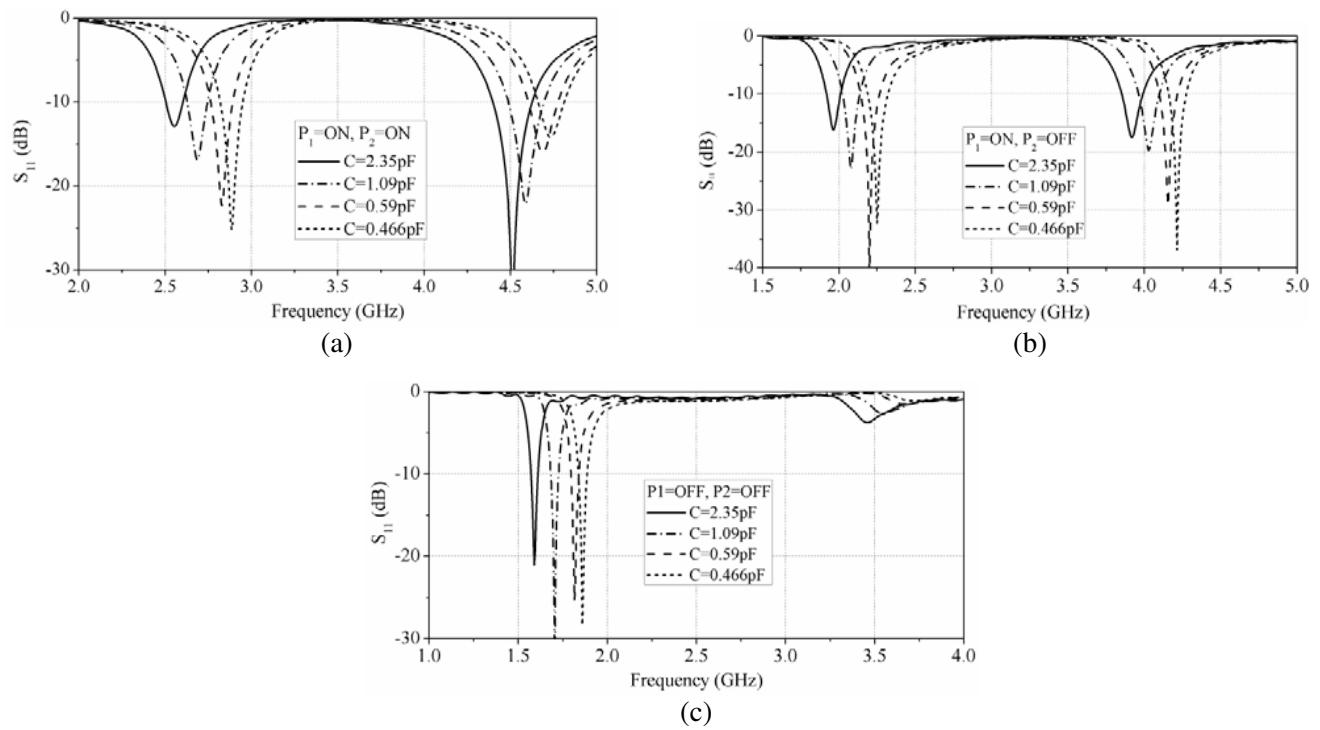 0
-10
-20
-30
S₁₁ (dB)
P₁=ON, P₂=ON
C=2.35pF
C=1.09pF
C=0.59pF
C=0.466pF
2.0 2.5 3.0 3.5 4.0 4.5 5.0
Frequency (GHz)
(a)
0
-10
-20
-30
-40
S₁₁ (dB)
P₁=ON, P₂=OFF
C=2.35pF
C=1.09pF
C=0.59pF
C=0.466pF
1.5 2.0 2.5 3.0 3.5 4.0 4.5 5.0
Frequency (GHz)
(b)
0
-10
-20
-30
S₁₁ (dB)
P1=OFF, P2=OFF
C=2.35pF
C=1.09pF
C=0.59pF
C=0.466pF
1.0 1.5 2.0 2.5 3.0 3.5 4.0
Frequency (GHz)
(c)